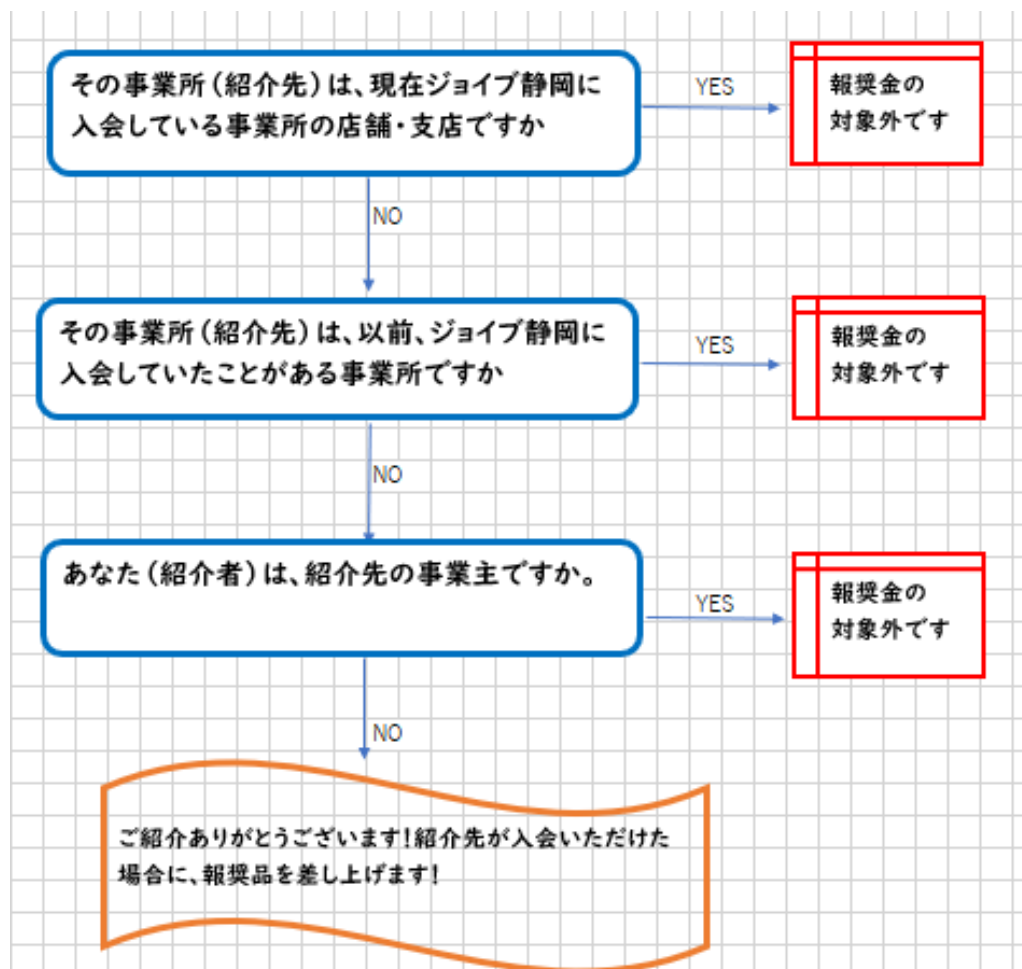 その事業所（紹介先）は、現在ジョイブ静岡に
入会している事業所の店舗・支店ですか
YES
報奨金の
対象外です
NO
その事業所（紹介先）は、以前、ジョイブ静岡に
入会していたことがある事業所ですか
YES
報奨金の
対象外です
NO
あなた（紹介者）は、紹介先の事業主ですか。
YES
報奨金の
対象外です
NO
ご紹介ありがとうございます！紹介先が入会いただけた
場合に、報奨品を差し上げます！